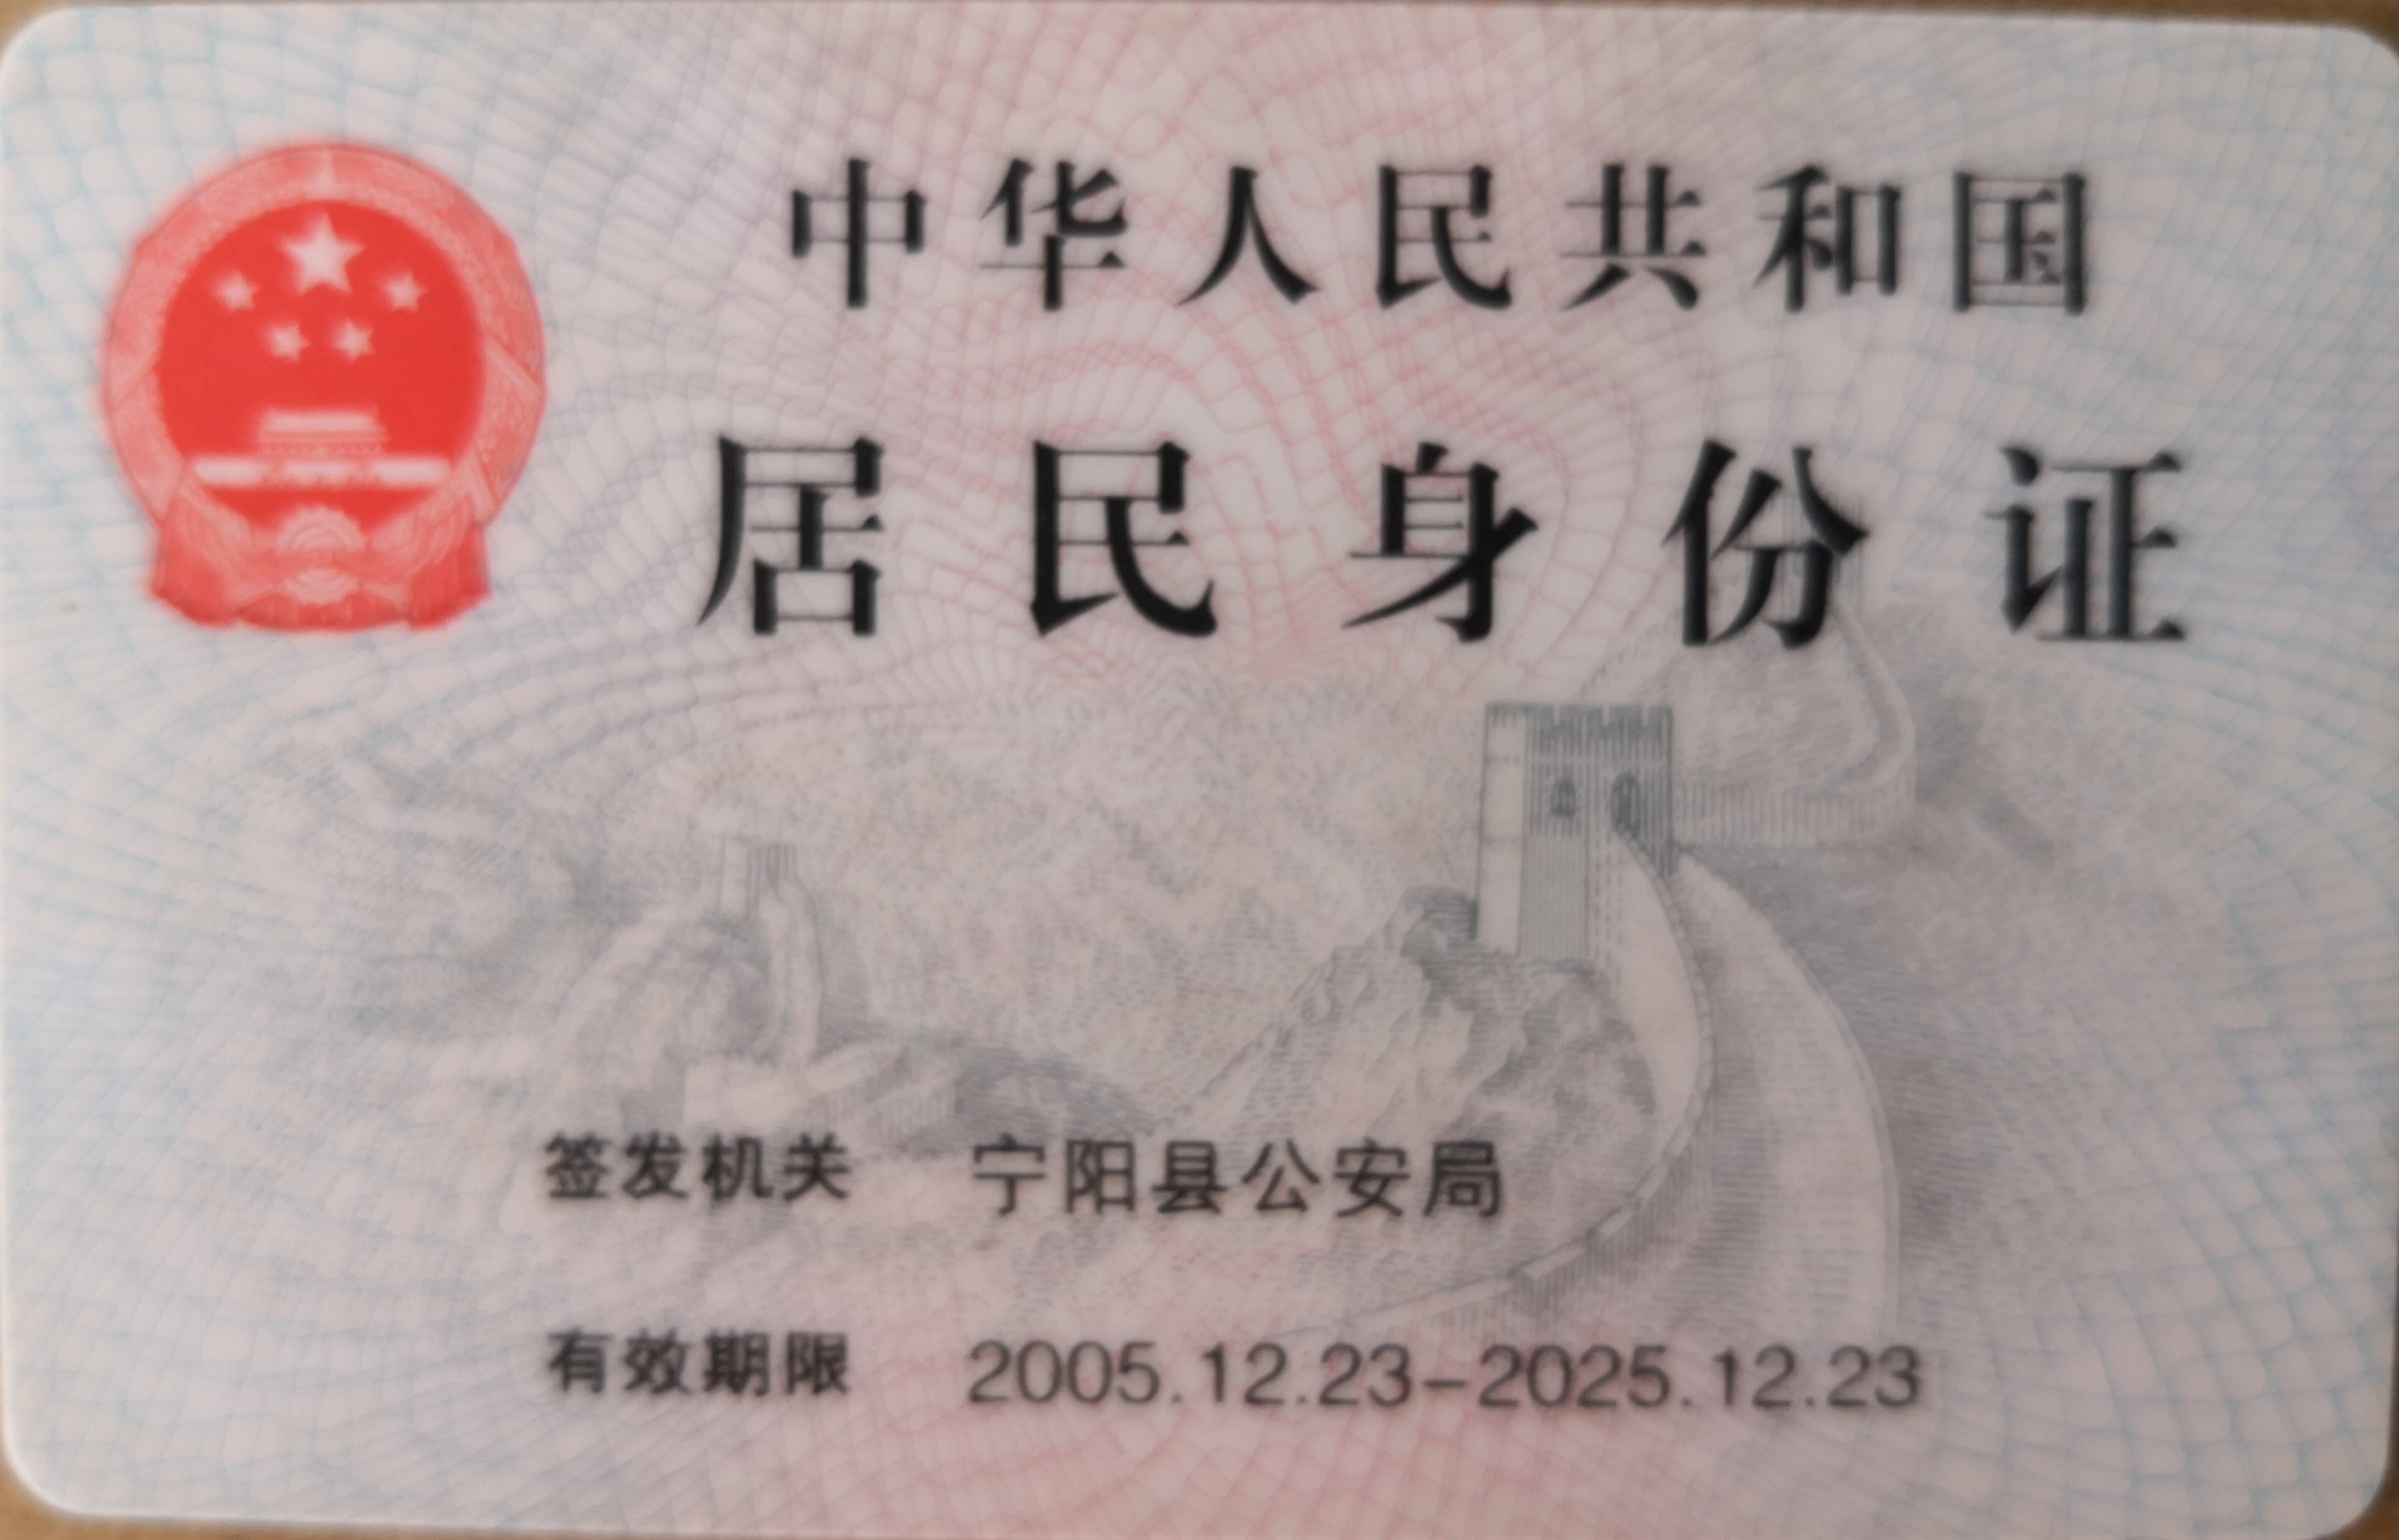 中华人民共和国
居民身份证
签发机关 宁阳县公安局
有效期限 2005.12.23-2025.12.23